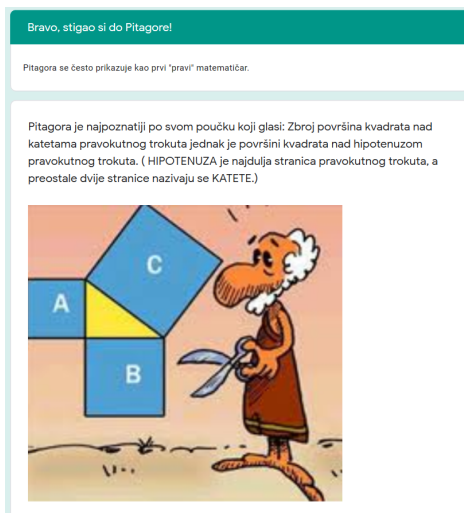 Bravo, stigao si do Pitagore!
Pitagora se često prikazuje kao prvi "pravi" matematičar.
Pitagora je najpoznatiji po svom poučku koji glasi: Zbroj površina kvadrata nad
katetama pravokutnog trokuta jednak je površini kvadrata nad hipotenuzom
pravokutnog trokuta. ( HIPOTENUZA je najdulja stranica pravokutnog trokuta, a
preostale dvije stranice nazivaju se KATETE.)
C
A
B